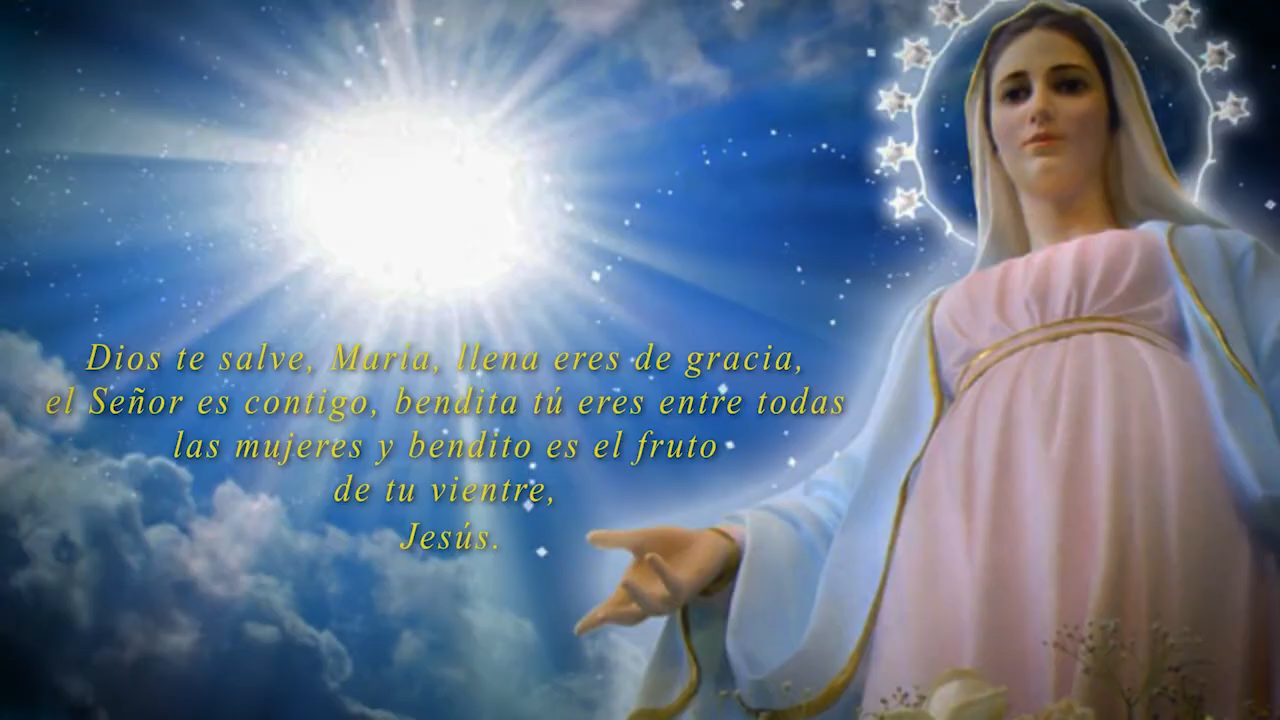 Dios te salve, María, llena eres de gracia,
el Señor es contigo, bendita tú eres entre todas
las mujeres y bendito es el fruto
de tu vientre,
Jesús.